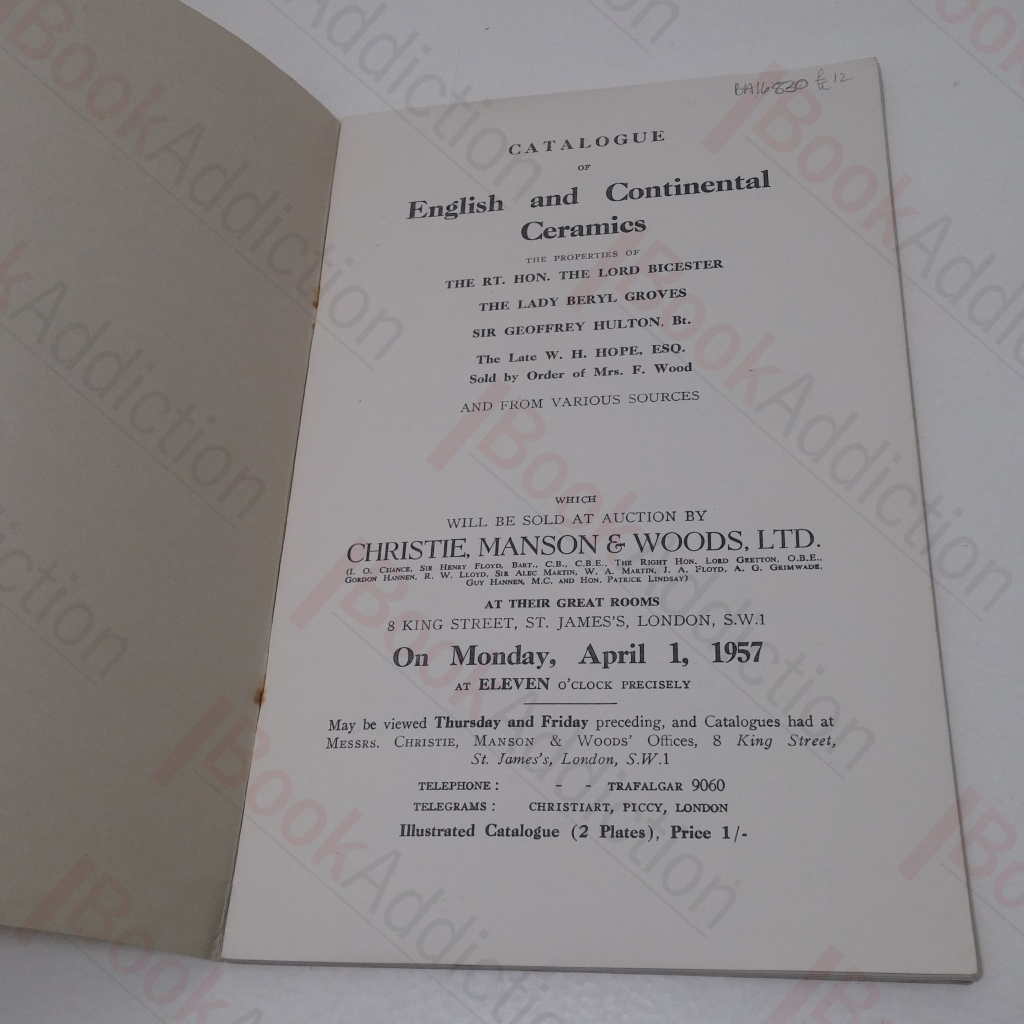 BA16830 £12
CATALOGUE
OF
English and Continental
Ceramics
THE PROPERTIES OF
THE RT. HON. THE LORD BICESTER
THE LADY BERYL GROVES
SIR GEOFFREY HULTON, Bt.
The Late W. H. HOPE, ESQ.
Sold by Order of Mrs. F. Wood
AND FROM VARIOUS SOURCES
WHICH
WILL BE SOLD AT AUCTION BY
CHRISTIE, MANSON & WOODS, LTD.
(I. O. CHANCE, SIR HENRY FLOYD, BART., C.B., C.B.E., THE RIGHT HON. LORD GRETTON, O.B.E.,
GORDON HANNEN, R. W. LLOYD, SIR ALEC MARTIN, W. A. MARTIN, J. A. FLOYD, A. G. GRIMWADE,
GUY HANNEN, M.C. AND HON. PATRICK LINDSAY)
AT THEIR GREAT ROOMS
8 KING STREET, ST. JAMES'S, LONDON, S.W.1
On Monday, April 1, 1957
AT ELEVEN O'CLOCK PRECISELY
May be viewed Thursday and Friday preceding, and Catalogues had at
MESSRS. CHRISTIE, MANSON & WOODS' Offices, 8 King Street,
St. James's, London, S.W.1
TELEPHONE : - - TRAFALGAR 9060
TELEGRAMS : CHRISTIART, PICCY, LONDON
Illustrated Catalogue (2 Plates), Price 1/-
BookAddiction